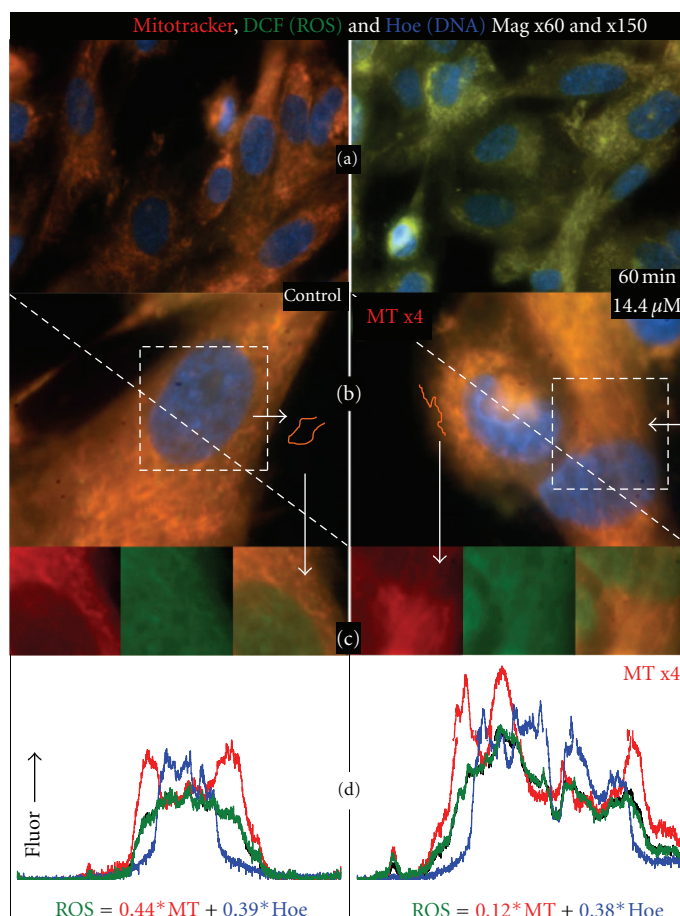 Mitotracker, DCF (ROS) and Hoe (DNA) Mag x60 and x150
(a)
Control
60 min
14.4 µM
MT x4
(b)
(c)
MT x4
Fluor
(d)
ROS = 0.44*MT + 0.39*Hoe
ROS = 0.12*MT + 0.38*Hoe